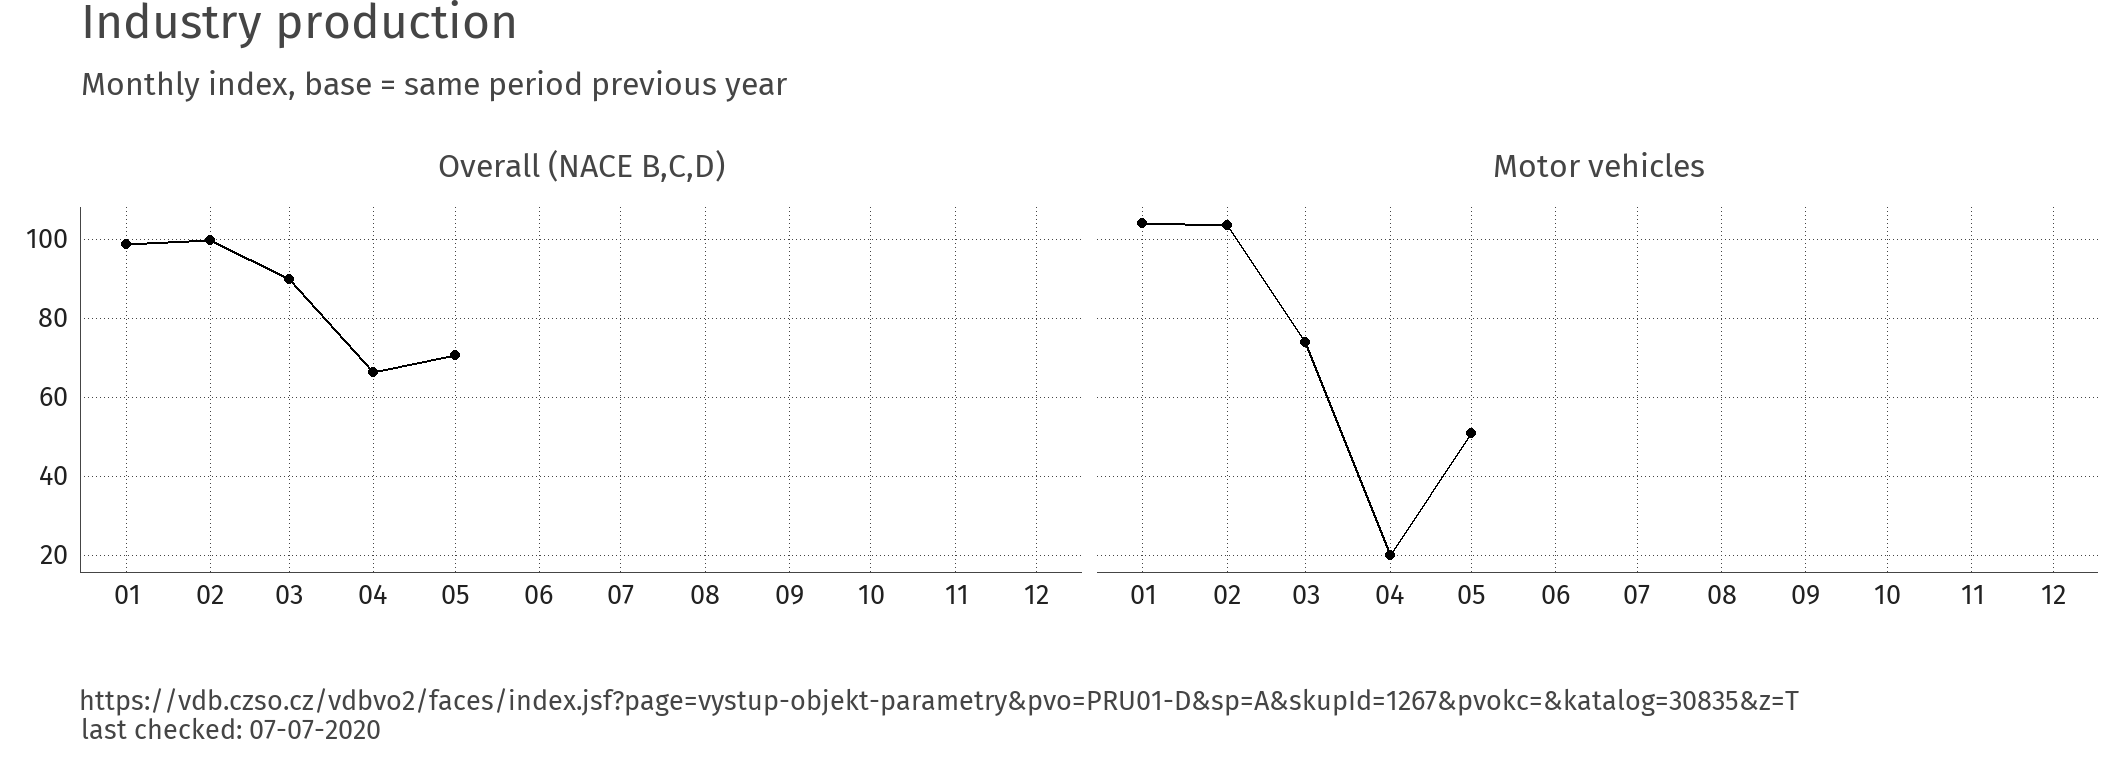 Industry production
Monthly index, base = same period previous year
Overall (NACE B,C,D)
Motor vehicles
100
80
60
40
20
01 02 03 04 05 06 07 08 09 10 11 12
01 02 03 04 05 06 07 08 09 10 11 12
https://vdb.czso.cz/vdbvo2/faces/index.jsf?page=vystup-objekt-parametry&pvo=PRU01-D&sp=A&skupId=1267&pvokc=&katalog=30835&z=T
last checked: 07-07-2020